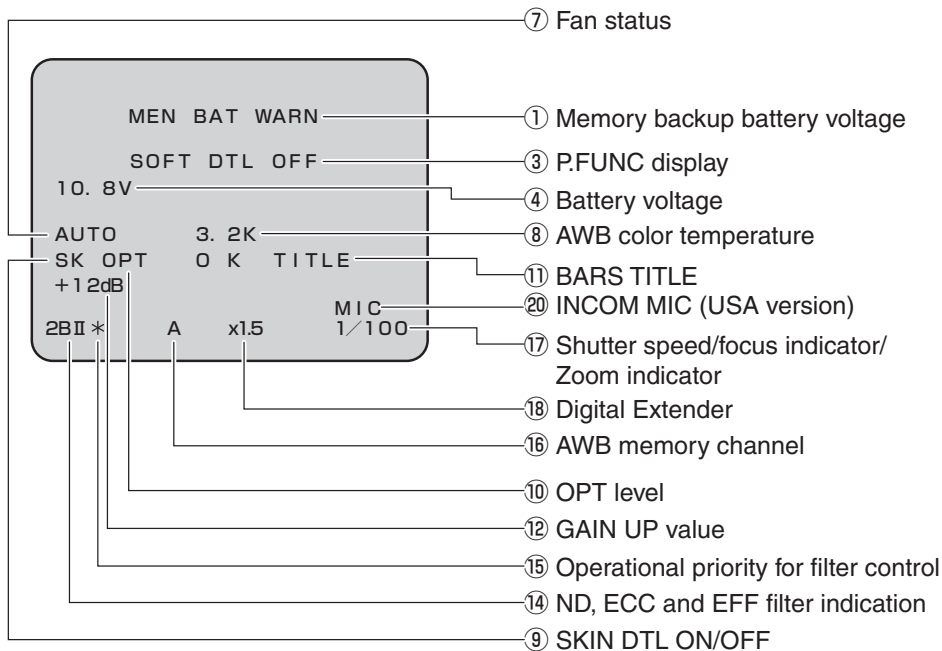 ⑦ Fan status
MEN BAT WARN
① Memory backup battery voltage
SOFT DTL OFF
③ P.FUNC display
10. 8V
④ Battery voltage
AUTO 3. 2K
⑧ AWB color temperature
SK OPT O K TITLE
⑪ BARS TITLE
+12dB
MIC
⑳ INCOM MIC (USA version)
2BⅡ＊ A x1.5 1／100
⑰ Shutter speed/focus indicator/
Zoom indicator
⑱ Digital Extender
⑯ AWB memory channel
⑩ OPT level
⑫ GAIN UP value
⑮ Operational priority for filter control
⑭ ND, ECC and EFF filter indication
⑨ SKIN DTL ON/OFF